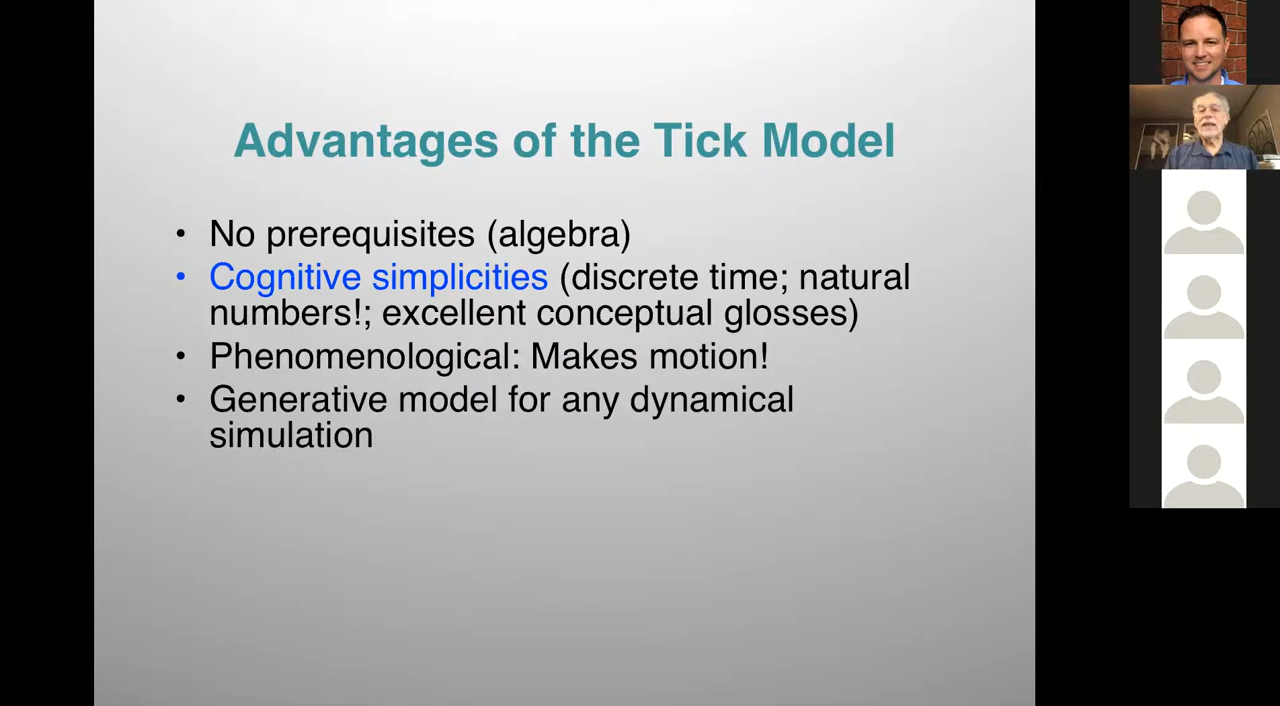 Advantages of the Tick Model
• No prerequisites (algebra)
• Cognitive simplicities (discrete time; natural
numbers!; excellent conceptual glosses)
• Phenomenological: Makes motion!
• Generative model for any dynamical
simulation